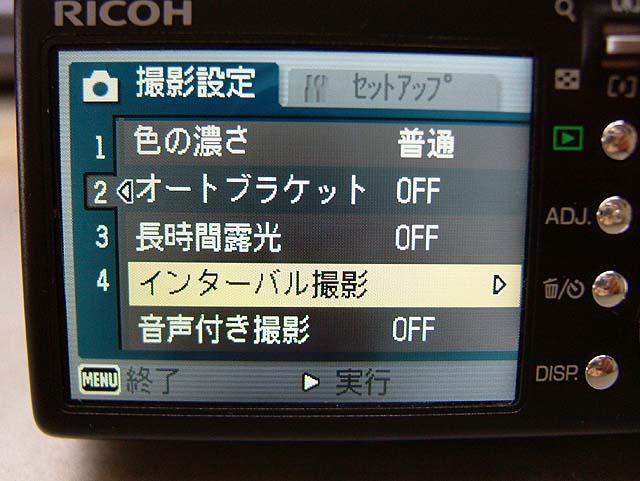 RICOH
撮影設定 セットアップ
1 色の濃さ 普通
2 オートブラケット OFF
3 長時間露光 OFF
ADJ.
4 インターバル撮影
音声付き撮影 OFF
DISP.
MENU 終了 実行